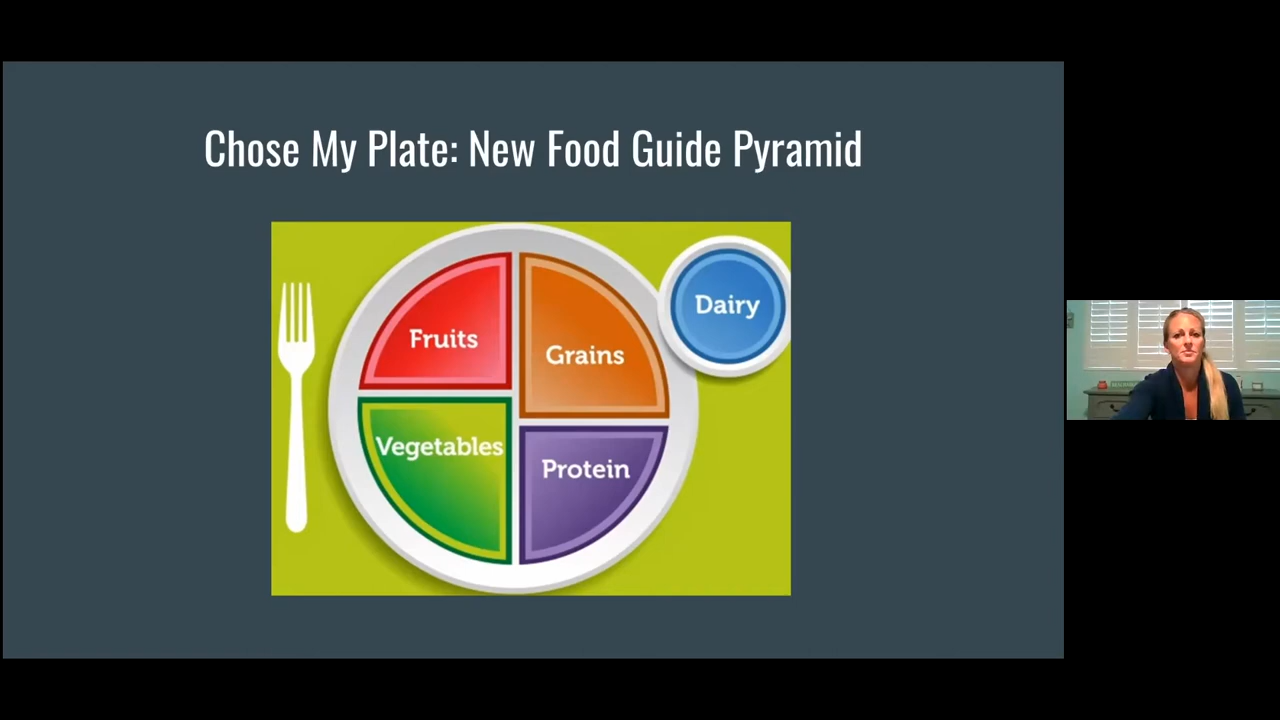 Chose My Plate: New Food Guide Pyramid
Dairy
Fruits
Grains
Vegetables
Protein